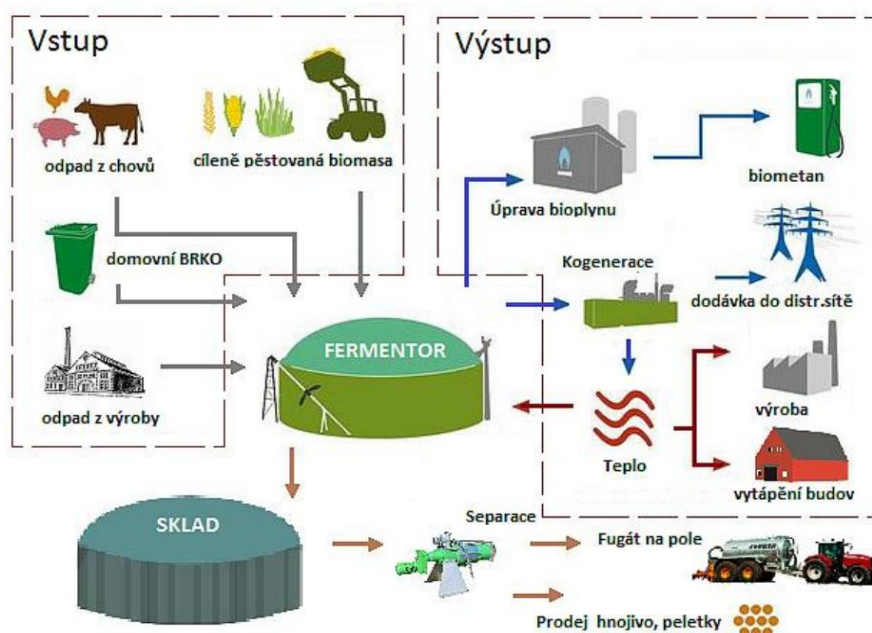 Vstup
Výstup
odpad z chovů
cíleně pěstovaná biomasa
domovní BRKO
odpad z výroby
FERMENTOR
Úprava bioplynu
biometan
Kogenerace
dodávka do distr.sítě
výroba
Teplo
vytápění budov
SKLAD
Separace
Fugát na pole
Prodej hnojivo, peletky